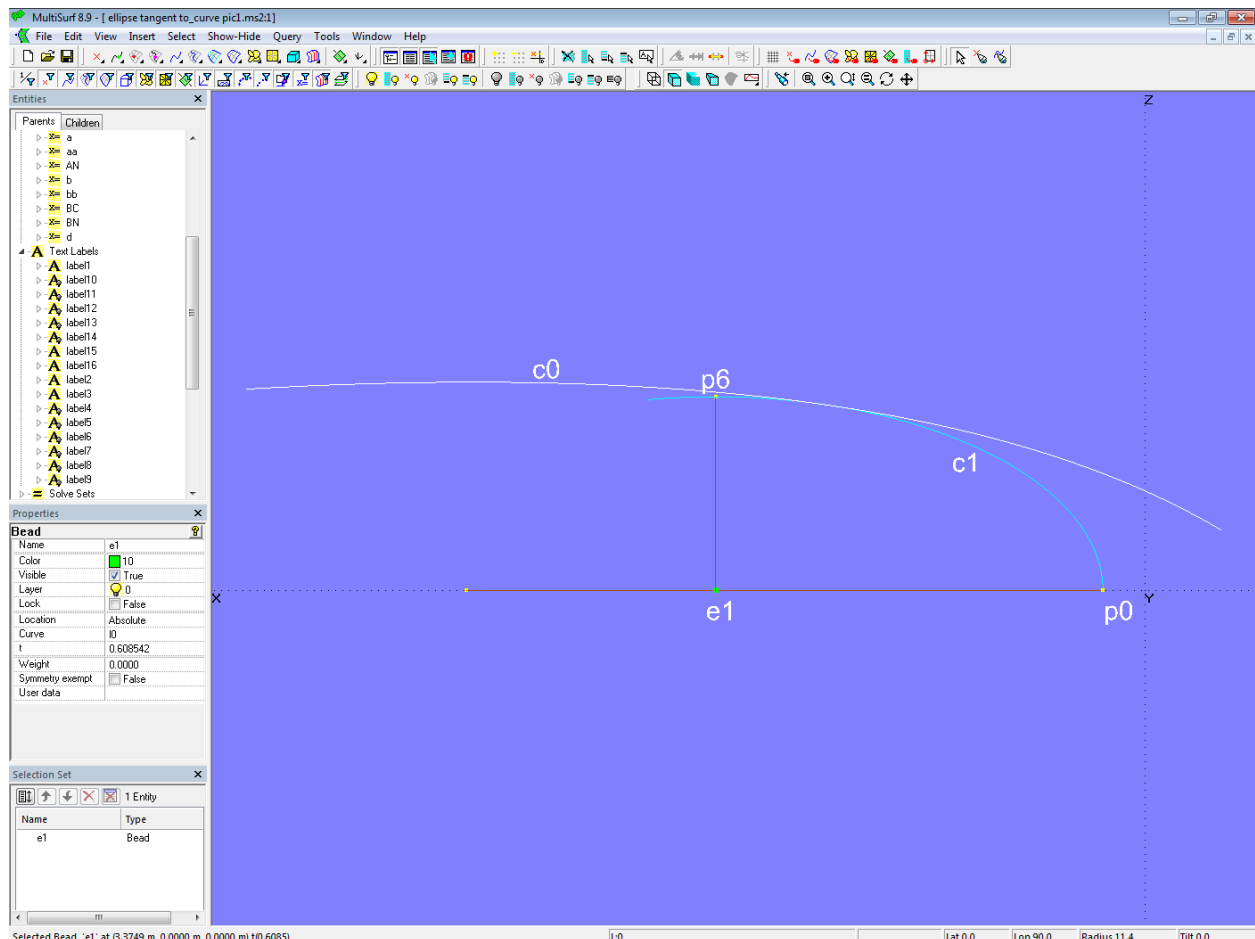 MultiSurf 8.9 - [ ellipse tangent to_curve pic1.ms2:1]
File Edit View Insert Select Show-Hide Query Tools Window Help
Entities
Parents Children
x= a
x= aa
x= AN
x= b
x= bb
x= BC
x= BN
x= d
A Text Labels
A label1
A label10
A label11
A label12
A label13
A label14
A label15
A label16
A label2
A label3
A label4
A label5
A label6
A label7
A label8
A label9
Solve Sets
Properties
Bead
Name e1
Color 10
Visible True
Layer 0
Lock False
Location Absolute
Curve l0
t 0.608542
Weight 0.0000
Symmetry exempt False
User data
Selection Set
1 Entity
Name Type
e1 Bead
Z
c0
p6
c1
X
e1
Y
p0
Selected Bead 'e1' at (3.3749 m, 0.0000 m, 0.0000 m) t(0.6085)
L:0
Lat 0.0
Lon 90.0
Radius 11.4
Tilt 0.0